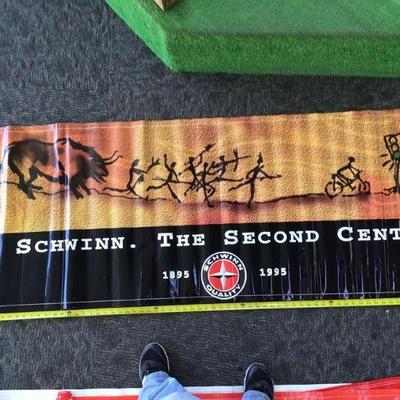 SCHWINN. THE SECOND CENT
1895 SCHWINN QUALITY 1995